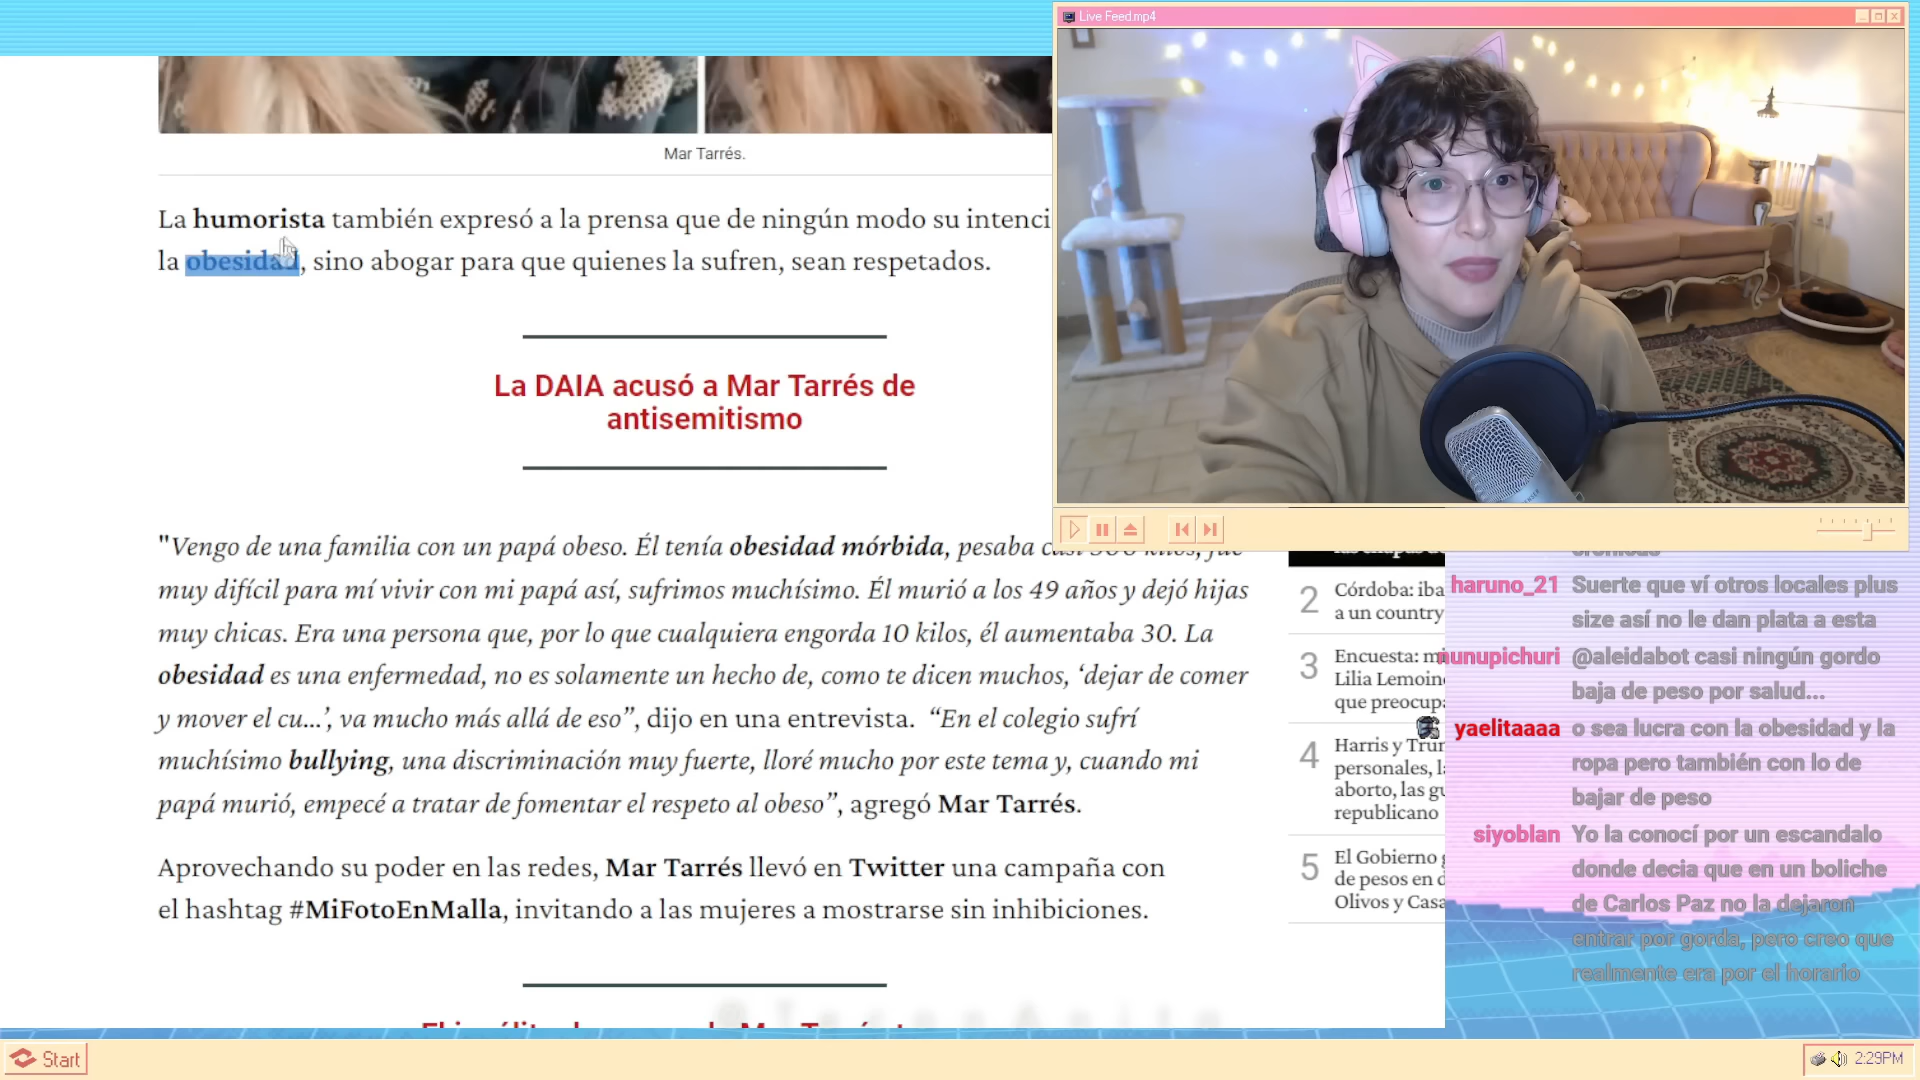 Live Feed.mp4
Mar Tarrés.
La humorista también expresó a la prensa que de ningún modo su intenci
la obesidad, sino abogar para que quienes la sufren, sean respetados.
La DAIA acusó a Mar Tarrés de
antisemitismo
"Vengo de una familia con un papá obeso. Él tenía obesidad mórbida, pesaba casi 300 kilos, fue
muy difícil para mí vivir con mi papá así, sufrimos muchísimo. Él murió a los 49 años y dejó hijas
muy chicas. Era una persona que, por lo que cualquiera engorda 10 kilos, él aumentaba 30. La
obesidad es una enfermedad, no es solamente un hecho de, como te dicen muchos, ‘dejar de comer
y mover el cu...’, va mucho más allá de eso”, dijo en una entrevista. “En el colegio sufrí
muchísimo bullying, una discriminación muy fuerte, lloré mucho por este tema y, cuando mi
papá murió, empecé a tratar de fomentar el respeto al obeso”, agregó Mar Tarrés.
Aprovechando su poder en las redes, Mar Tarrés llevó en Twitter una campaña con
el hashtag #MiFotoEnMalla, invitando a las mujeres a mostrarse sin inhibiciones.
2 Córdoba: iba
a un country
3 Encuesta: mi
Lilia Lemoin
que preocupa
4 Harris y Trum
personales, l
aborto, las gu
republicano
5 El Gobierno g
de pesos en d
Olivos y Casa
haruno_21 Suerte que ví otros locales plus
size así no le dan plata a esta
nunupichuri @aleidabot casi ningún gordo
baja de peso por salud...
yaelitaaaa o sea lucra con la obesidad y la
ropa pero también con lo de
bajar de peso
siyoblan Yo la conocí por un escandalo
donde decia que en un boliche
de Carlos Paz no la dejaron
entrar por gorda, pero creo que
realmente era por el horario
Start
2:29PM